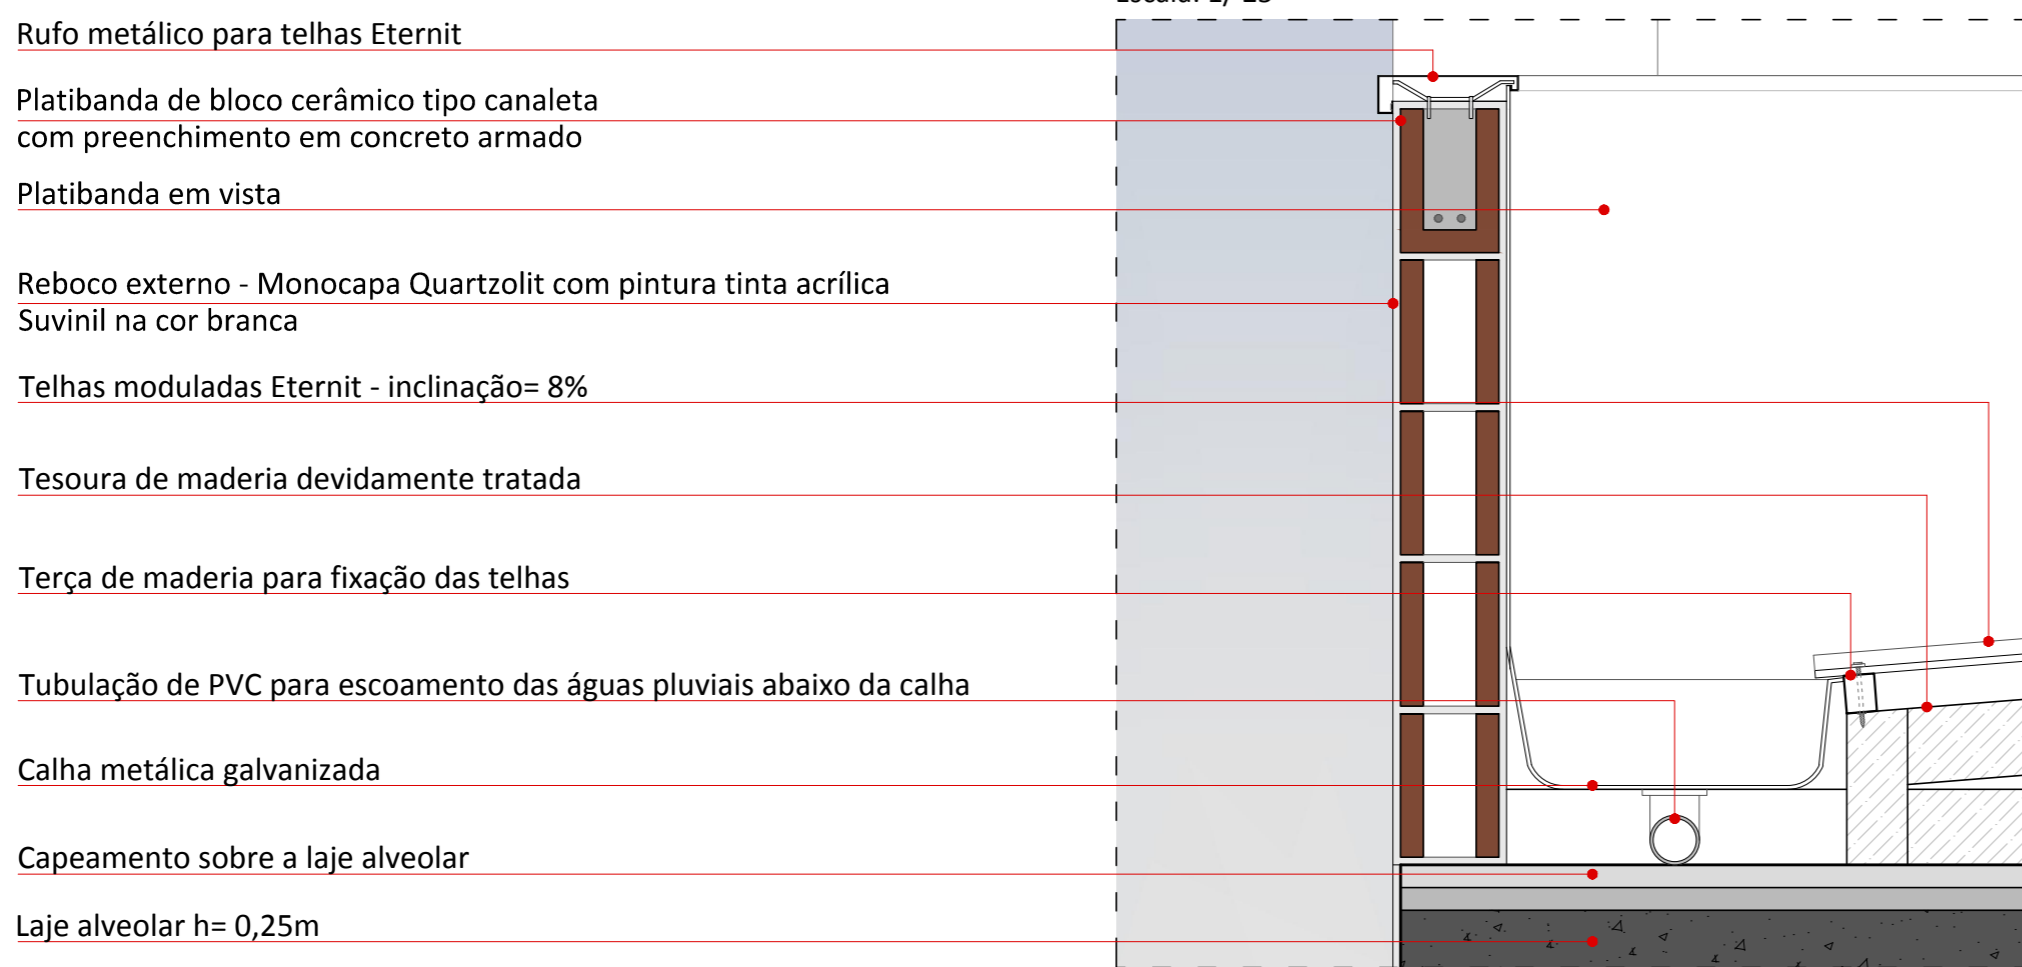 Rufo metálico para telhas Eternit
Platibanda de bloco cerâmico tipo canaleta
com preenchimento em concreto armado
Platibanda em vista
Reboco externo - Monocapa Quartzolit com pintura tinta acrílica
Suvinil na cor branca
Telhas moduladas Eternit - inclinação= 8%
Tesoura de maderia devidamente tratada
Terça de maderia para fixação das telhas
Tubulação de PVC para escoamento das águas pluviais abaixo da calha
Calha metálica galvanizada
Capeamento sobre a laje alveolar
Laje alveolar h= 0,25m